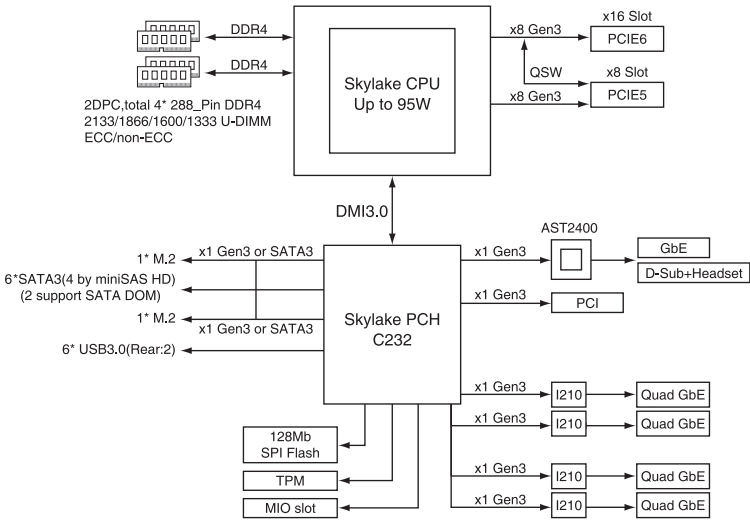 DDR4
DDR4
2DPC,total 4* 288_Pin DDR4
2133/1866/1600/1333 U-DIMM
ECC/non-ECC
Skylake CPU
Up to 95W
x8 Gen3
x16 Slot
PCIE6
QSW
x8 Slot
x8 Gen3
PCIE5
DMI3.0
1* M.2
x1 Gen3 or SATA3
6*SATA3(4 by miniSAS HD)
(2 support SATA DOM)
1* M.2
x1 Gen3 or SATA3
6* USB3.0(Rear:2)
Skylake PCH
C232
x1 Gen3
AST2400
GbE
D-Sub+Headset
x1 Gen3
PCI
x1 Gen3
I210
Quad GbE
x1 Gen3
I210
Quad GbE
x1 Gen3
I210
Quad GbE
x1 Gen3
I210
Quad GbE
128Mb
SPI Flash
TPM
MIO slot